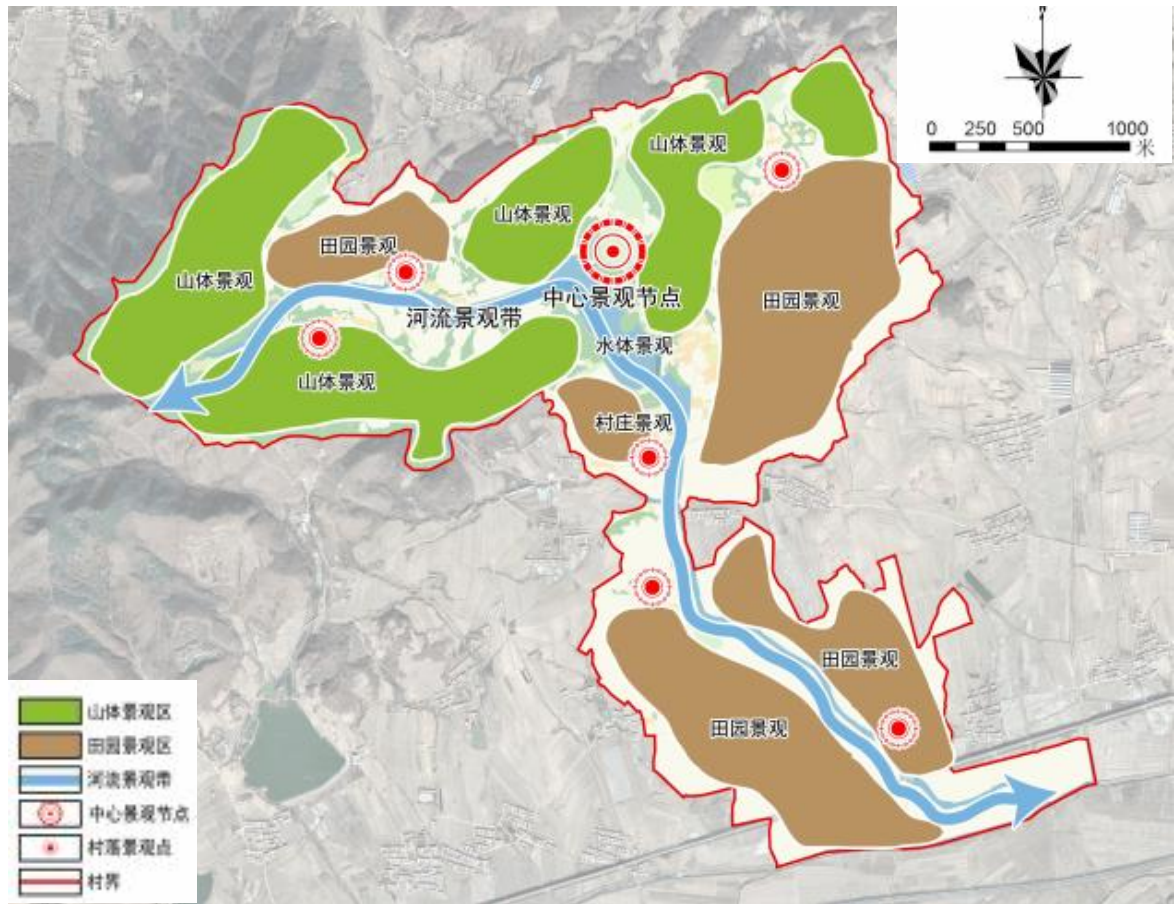 0 250 500 1000
米
山体景观
山体景观
田园景观
山体景观
田园景观
中心景观节点
河流景观带
水体景观
山体景观
村庄景观
田园景观
田园景观
山体景观区
田园景观区
河流景观带
中心景观节点
村落景观点
村界